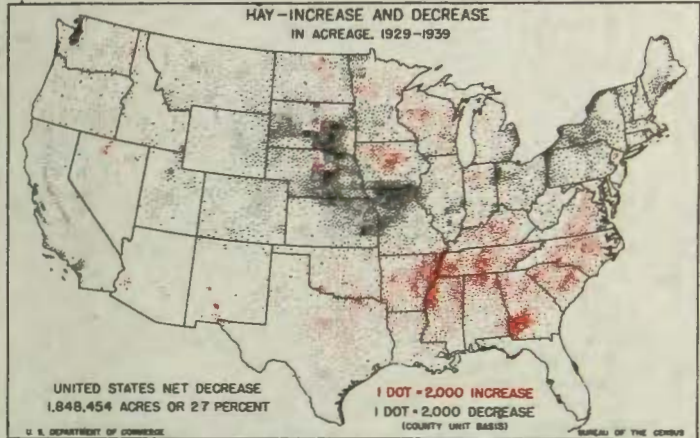 HAY-INCREASE AND DECREASE
IN ACREAGE, 1929-1939
UNITED STATES NET DECREASE
1,848,454 ACRES OR 2.7 PERCENT
1 DOT = 2,000 INCREASE
1 DOT = 2,000 DECREASE
(COUNTY UNIT BASIS)
U. S. DEPARTMENT OF COMMERCE
BUREAU OF THE CENSUS